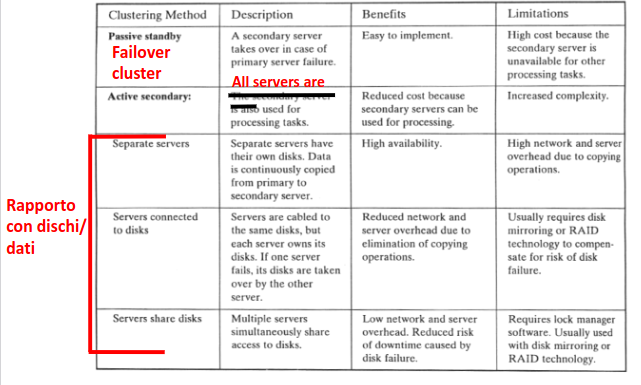 Clustering Method Description Benefits Limitations
Passive standby
Failover
cluster
A secondary server
takes over in case of
primary server failure.
Easy to implement.
High cost because the
secondary server is
unavailable for other
processing tasks.
All servers are
Active secondary:
The secondary server
is also used for
processing tasks.
Reduced cost because
secondary servers can be
used for processing.
Increased complexity.
Rapporto
con dischi/
dati
Separate servers
Separate servers have
their own disks. Data
is continuously copied
from primary to
secondary server.
High availability.
High network and server
overhead due to copying
operations.
Servers connected
to disks
Servers are cabled to
the same disks, but
each server owns its
disks. If one server
fails, its disks are taken
over by the other
server.
Reduced network and
server overhead due to
elimination of copying
operations.
Usually requires disk
mirroring or RAID
technology to compen-
sate for risk of disk
failure.
Servers share disks
Multiple servers
simultaneously share
access to disks.
Low network and server
overhead. Reduced risk
of downtime caused by
disk failure.
Requires lock manager
software. Usually used
with disk mirroring or
RAID technology.